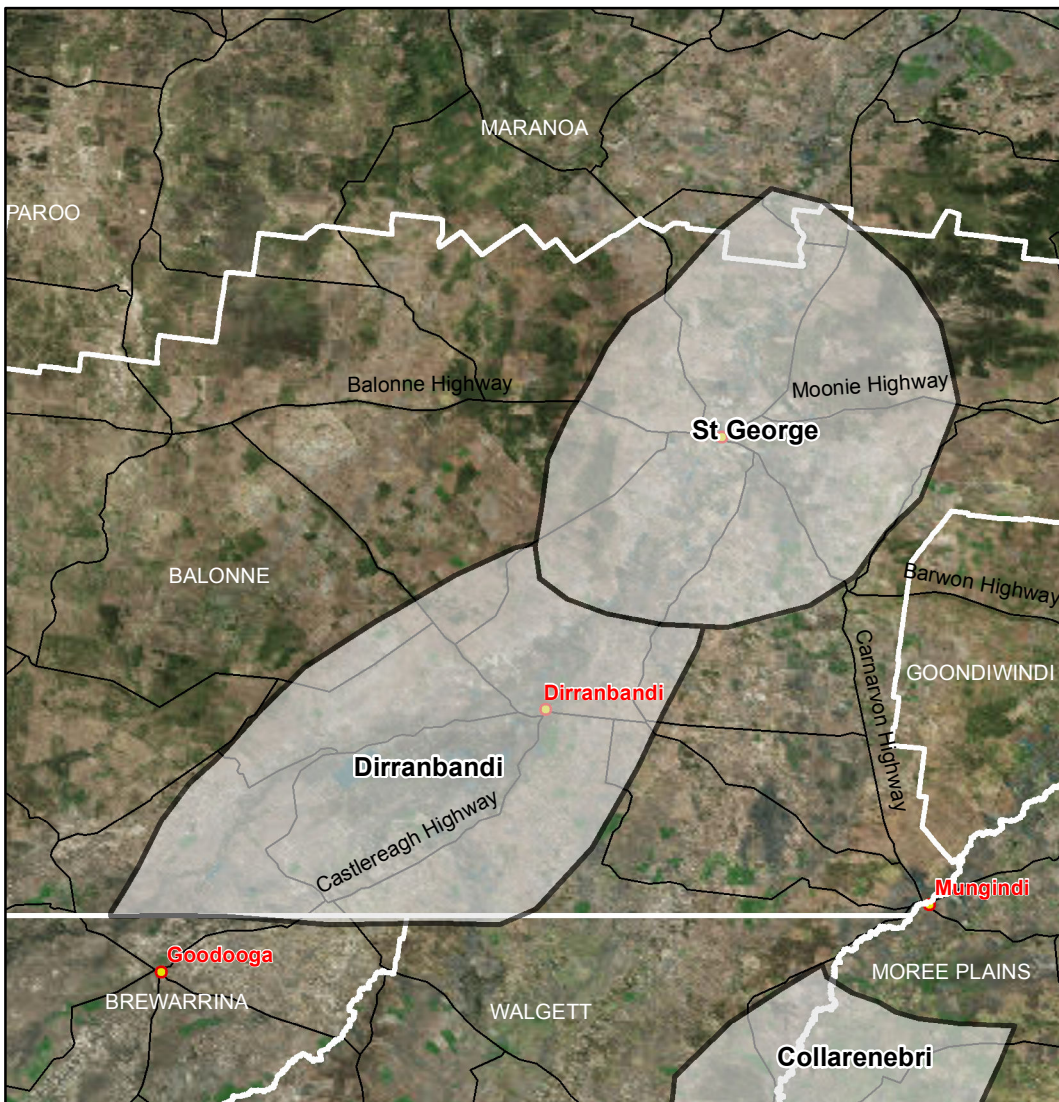 MARANOA
PAROO
Balonne Highway
Moonie Highway
St George
BALONNE
Barwon Highway
GOONDIWINDI
Carnarvon Highway
Dirranbandi
Dirranbandi
Castlereagh Highway
Mungindi
Goodooga
BREWARRINA
WALGETT
MOREE PLAINS
Collarenebri